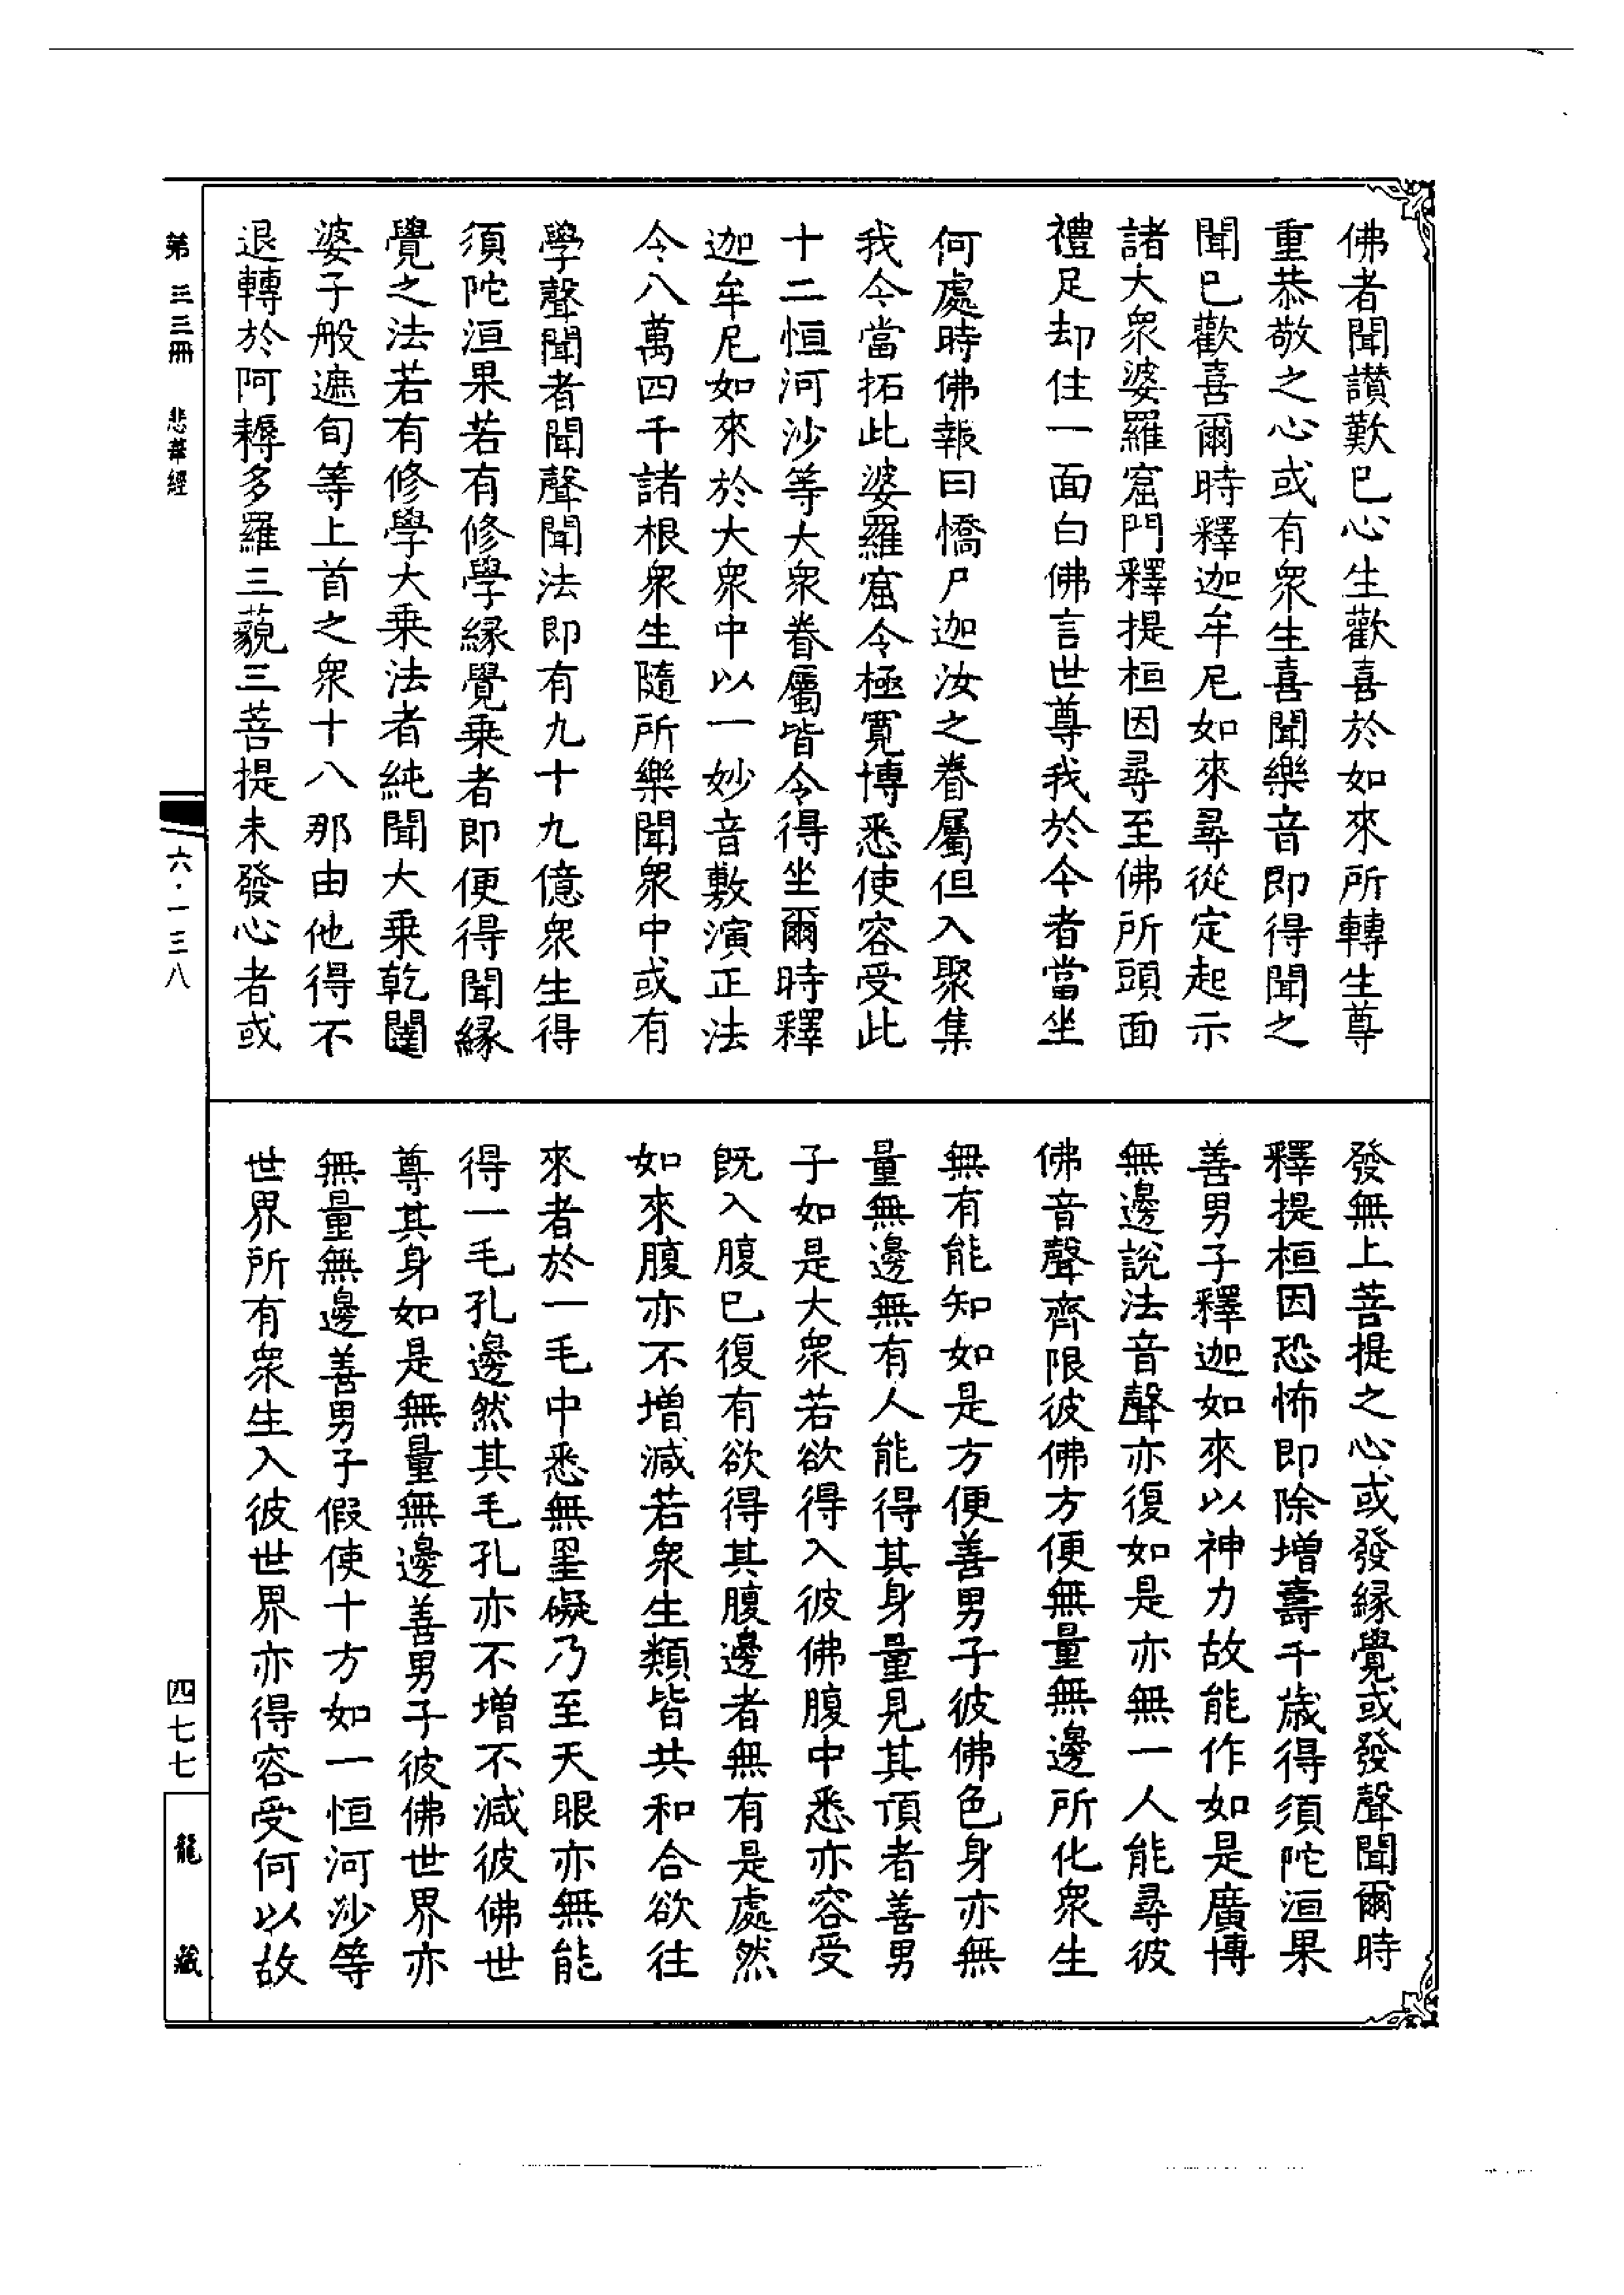 佛者聞讃歎已心生歡喜於如來所轉生尊
重恭敬之心或有衆生喜聞樂音即得聞之
聞已歡喜爾時釋迦牟尼如來尋從定起示
諸大衆婆羅窟門釋提桓因尋至佛所頭面
禮足却住一面白佛言世尊我於今者當坐
何處時佛報曰憍尸迦汝之眷屬但入聚集
我今當拓此婆羅窟令極寛博悉使容受此
十二恒河沙等大衆眷屬皆令得坐爾時釋
迦牟尼如來於大衆中以一妙音敷演正法
令八萬四千諸根衆生隨所樂聞衆中或有
學聲聞者聞聲聞法即有九十九億衆生得
須陀洹果若有修學緣覺乘者即便得聞緣
覺之法若有修學大乘法者純聞大乘乾闥
婆子般遮旬等上首之衆十八那由他得不
退轉於阿耨多羅三藐三菩提未發心者或
發無上菩提之心或發緣覺或發聲聞爾時
釋提桓因恐怖即除增壽千歲得須陀洹果
善男子釋迦如來以神力故能作如是廣博
無邊說法音聲亦復如是亦無一人能尋彼
佛音聲齊限彼佛方便無量無邊所化衆生
無有能知如是方便善男子彼佛色身亦無
量無邊無有人能得其身量見其頂者善男
子如是大衆若欲得入彼佛腹中悉亦容受
既入腹已復有欲得其腹邊者無有是處然
如來腹亦不增減若衆生類皆共和合欲往
來者於一毛中悉無罣礙乃至天眼亦無能
得一毛孔邊然其毛孔亦不增不減彼佛世
尊其身如是無量無邊善男子彼佛世界亦
無量無邊善男子假使十方如一恒河沙等
世界所有衆生入彼世界亦得容受何以故
第三三冊 悲華經
六·一三八
四七七
龍藏